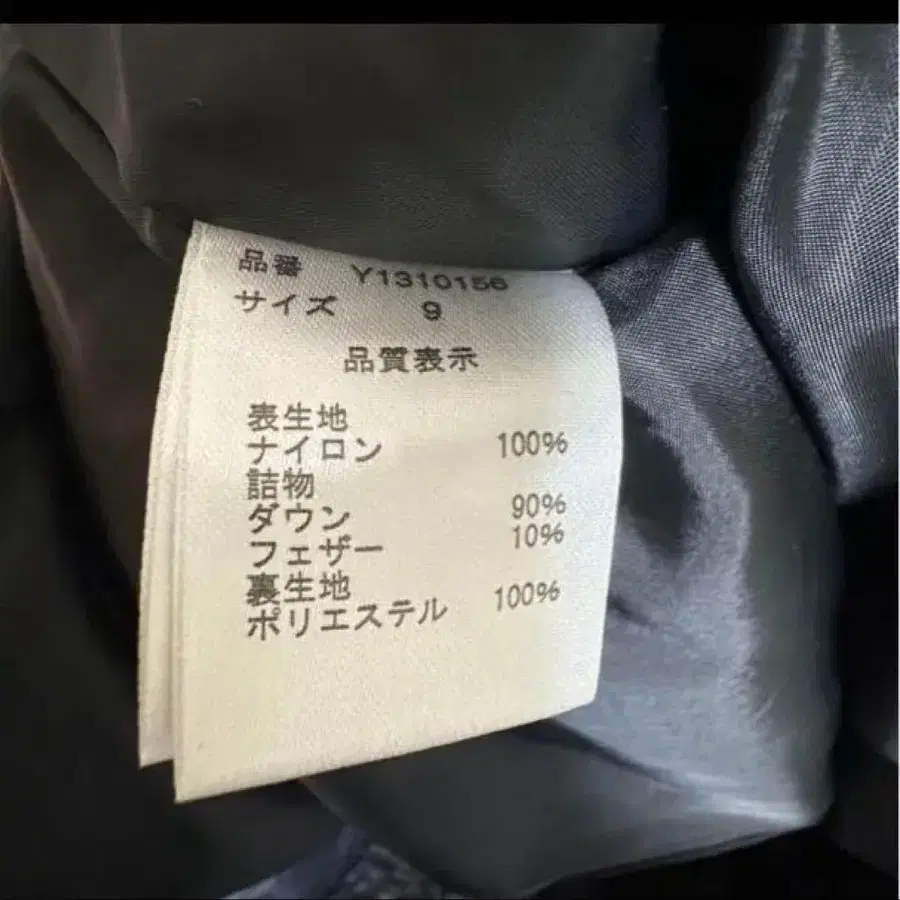 品番 Y1310156
サイズ 9
品質表示
表生地
ナイロン 100%
詰物
ダウン 90%
フェザー 10%
裏生地
ポリエステル 100%